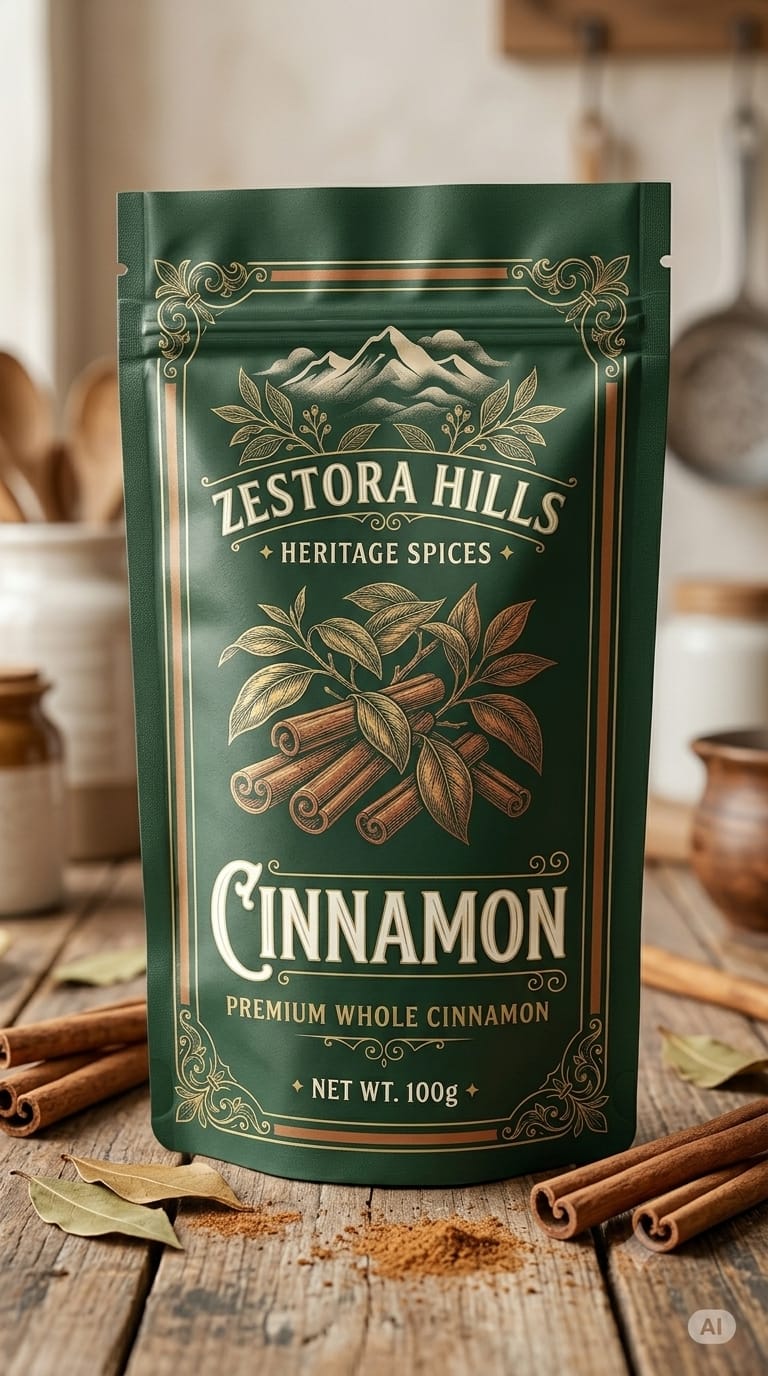 ZESTORA HILLS
HERITAGE SPICES
CINNAMON
PREMIUM WHOLE CINNAMON
NET WT. 100g
AI